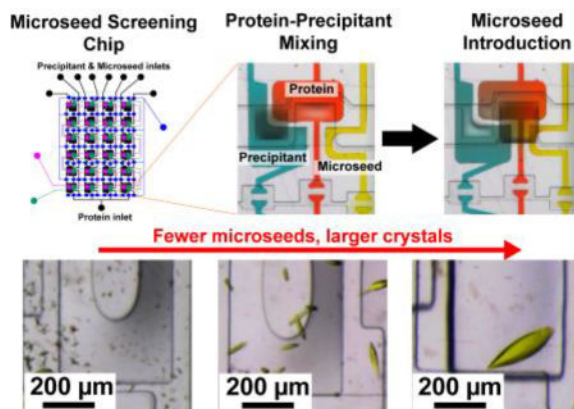 Microseed Screening
Chip
Precipitant & Microseed inlets
Protein inlet
Protein-Precipitant
Mixing
Protein
Precipitant
Microseed
Microseed
Introduction
Fewer microseeds, larger crystals
200 µm
200 µm
200 µm